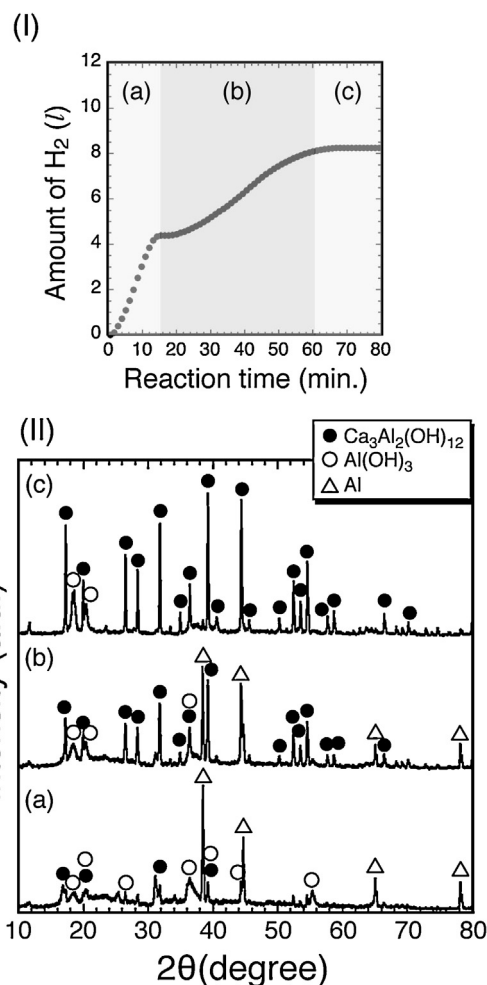 (I)
12
10
8
6
4
2
0
(a)
(b)
(c)
Amount of H₂ (l)
0 10 20 30 40 50 60 70 80
Reaction time (min.)
(II)
Ca₃Al₂(OH)₁₂
Al(OH)₃
Al
(c)
(b)
(a)
10 20 30 40 50 60 70 80
2θ(degree)